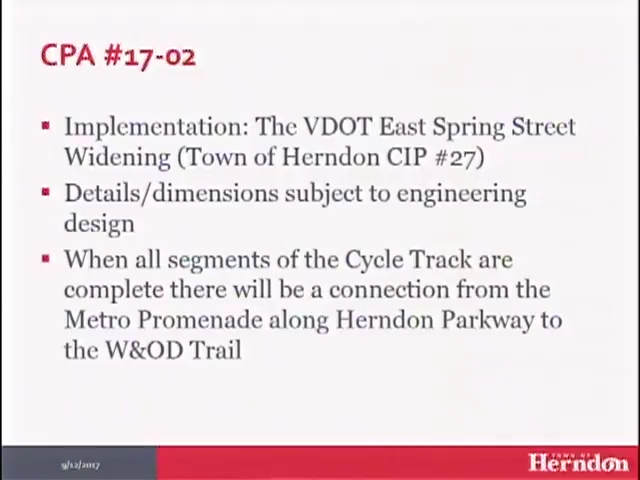 CPA #17-02
Implementation: The VDOT East Spring Street
Widening (Town of Herndon CIP #27)
Details/dimensions subject to engineering
design
When all segments of the Cycle Track are
complete there will be a connection from the
Metro Promenade along Herndon Parkway to
the W&OD Trail
9/12/2017
TOWN OF
Herndon